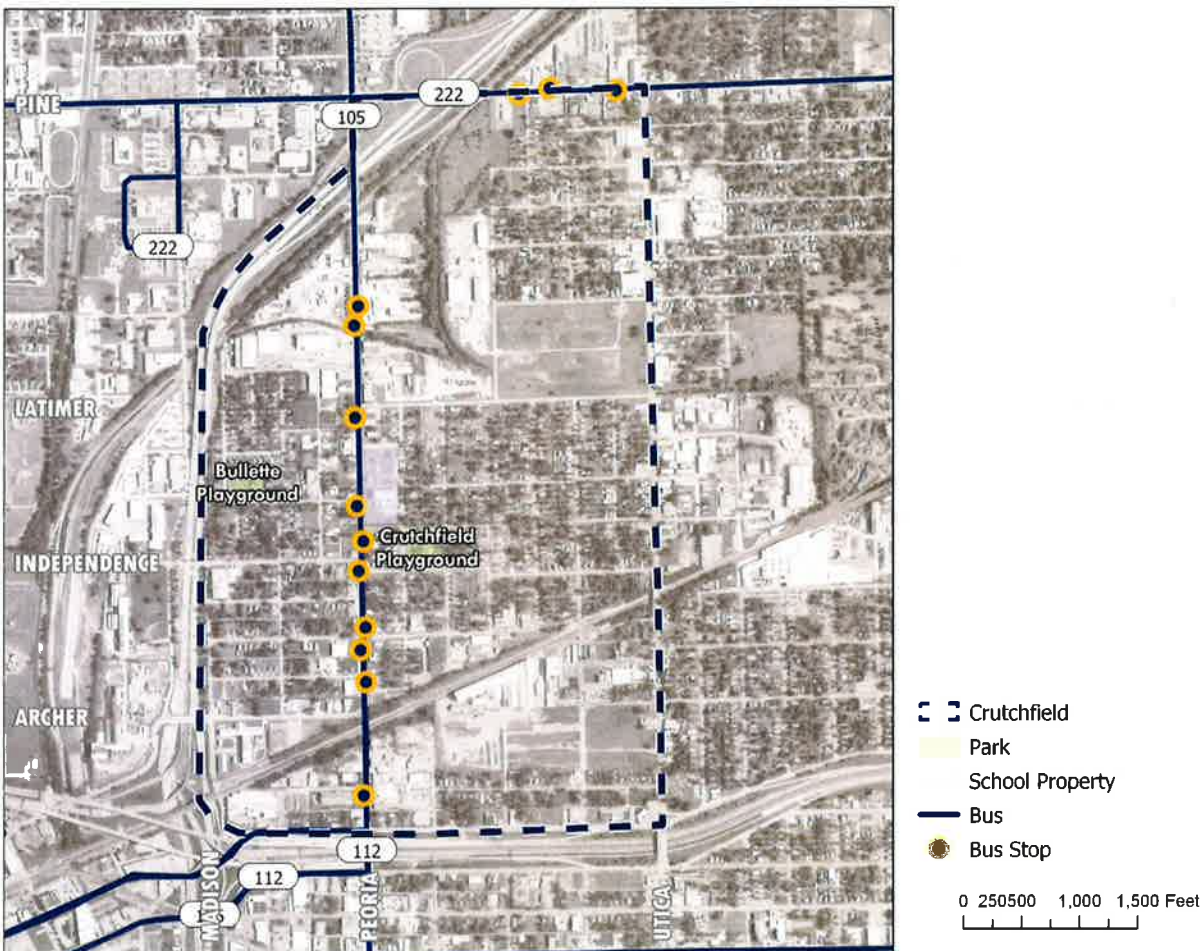 PINE
222
105
222
LATIMER
Bullette
Playground
Crutchfield
Playground
INDEPENDENCE
ARCHER
112
112
MADISON
PEORIA
UTICA
Crutchfield
Park
School Property
Bus
Bus Stop
0 250500 1,000 1,500 Feet